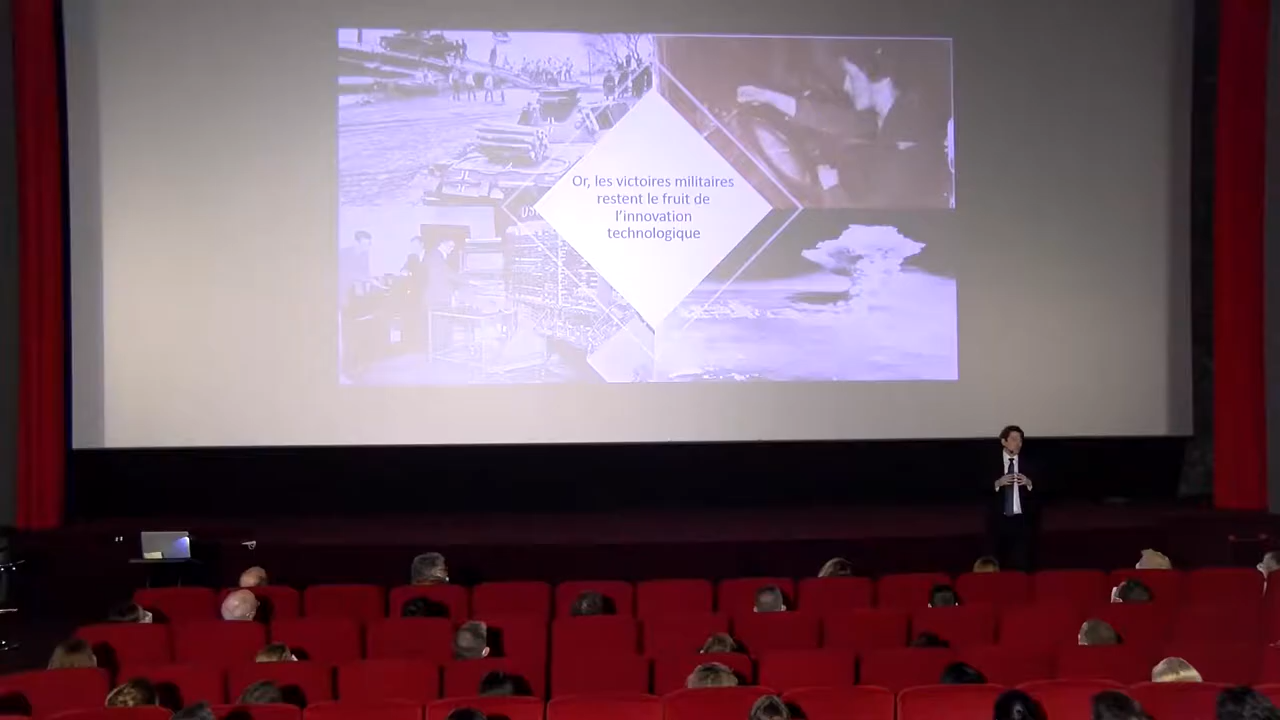 Or, les victoires militaires
restent le fruit de
l'innovation
technologique